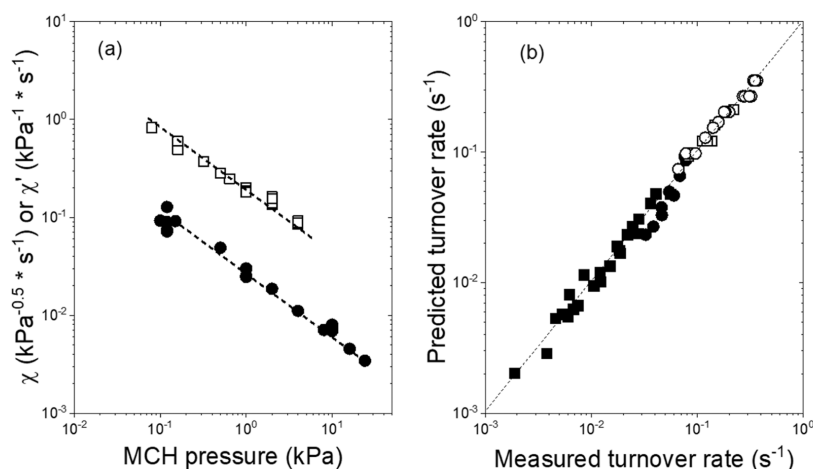 (a)
χ (kPa⁻⁰·⁵ * s⁻¹) or χ' (kPa⁻¹ * s⁻¹)
10¹
10⁰
10⁻¹
10⁻²
10⁻³
10⁻² 10⁻¹ 10⁰ 10¹
MCH pressure (kPa)
(b)
Predicted turnover rate (s⁻¹)
10⁰
10⁻¹
10⁻²
10⁻³
10⁻³ 10⁻² 10⁻¹ 10⁰
Measured turnover rate (s⁻¹)